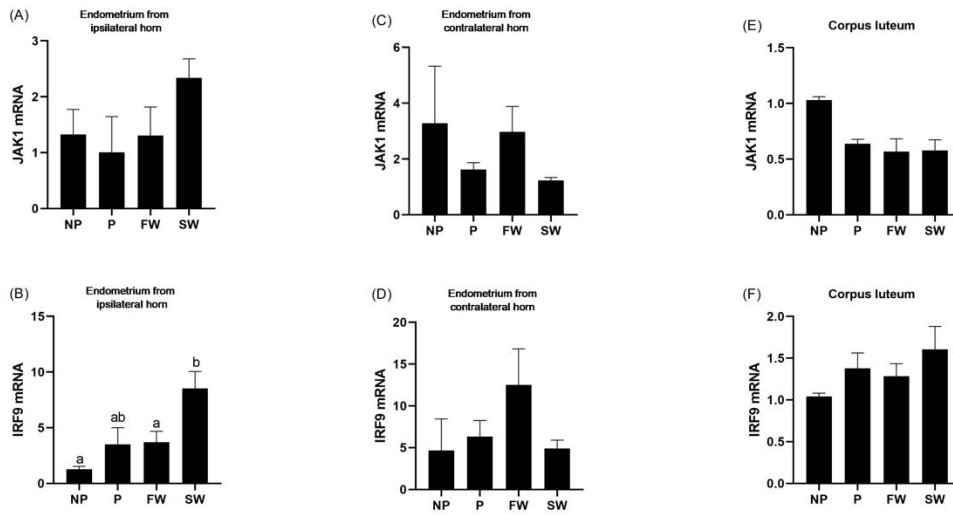 (A)
Endometrium from
ipsilateral horn
JAK1 mRNA
3
2
1
0
NP P FW SW
(C)
Endometrium from
contralateral horn
JAK1 mRNA
6
4
2
0
NP P FW SW
(E)
Corpus luteum
JAK1 mRNA
1.5
1.0
0.5
0.0
NP P FW SW
(B)
Endometrium from
ipsilateral horn
IRF9 mRNA
15
10
5
0
a
ab
a
b
NP P FW SW
(D)
Endometrium from
contralateral horn
IRF9 mRNA
20
15
10
5
0
NP P FW SW
(F)
Corpus luteum
IRF9 mRNA
2.0
1.5
1.0
0.5
0.0
NP P FW SW